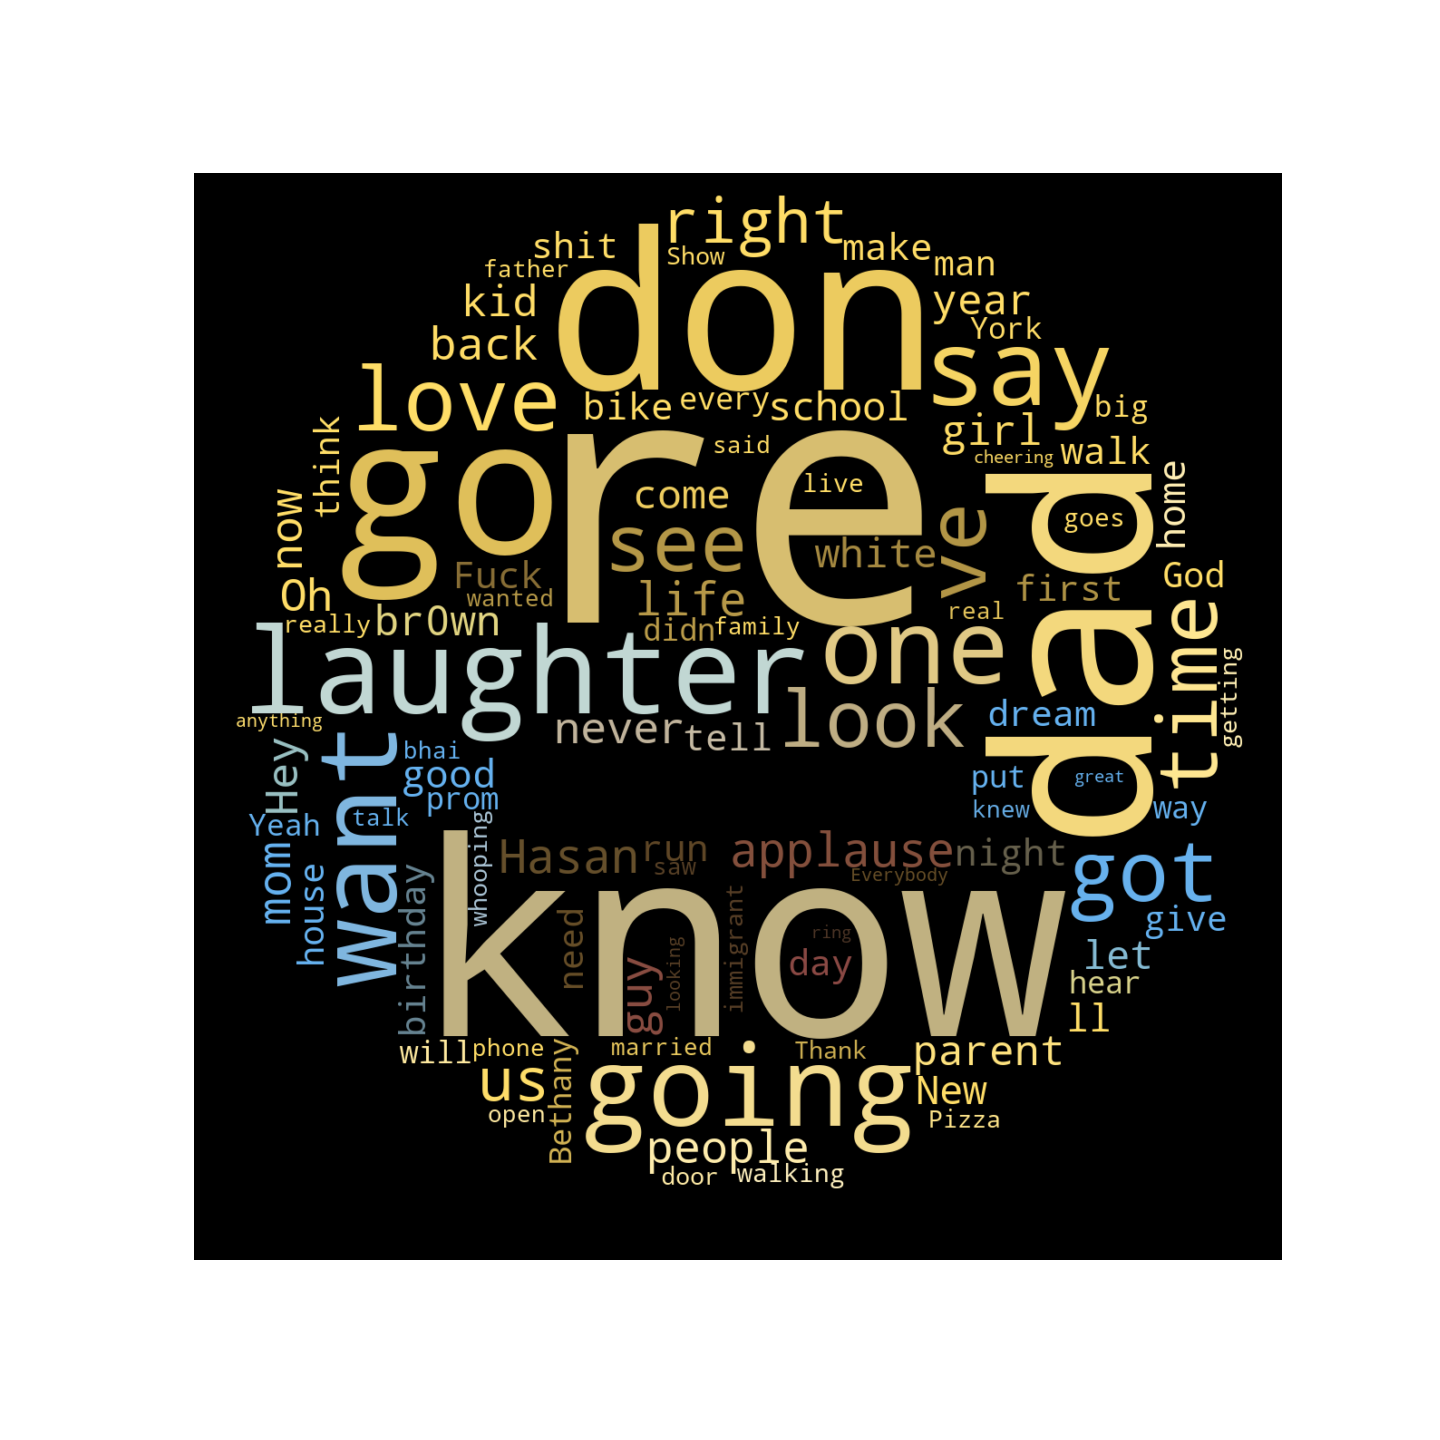 right
shit
Show
make
father
man
don
kid
year
York
back
say
love
bike
every
school
big
girl
think
said
walk
cheering
go
re
come
live
dad
home
now
ve
goes
see
white
Fuck
God
Oh
wanted
life
first
really
br0wn
didn
family
real
one
time
laughter
getting
anything
never
tell
look
dream
want
Hey
bhai
good
put
great
prom
knew
way
Yeah
talk
whooping
mom
house
birthday
Hasan
run
saw
applause
Everybody
night
got
know
need
guy
looking
immigrant
ring
day
give
let
hear
ll
will
phone
married
Thank
parent
us
Bethany
going
New
open
Pizza
people
door
walking